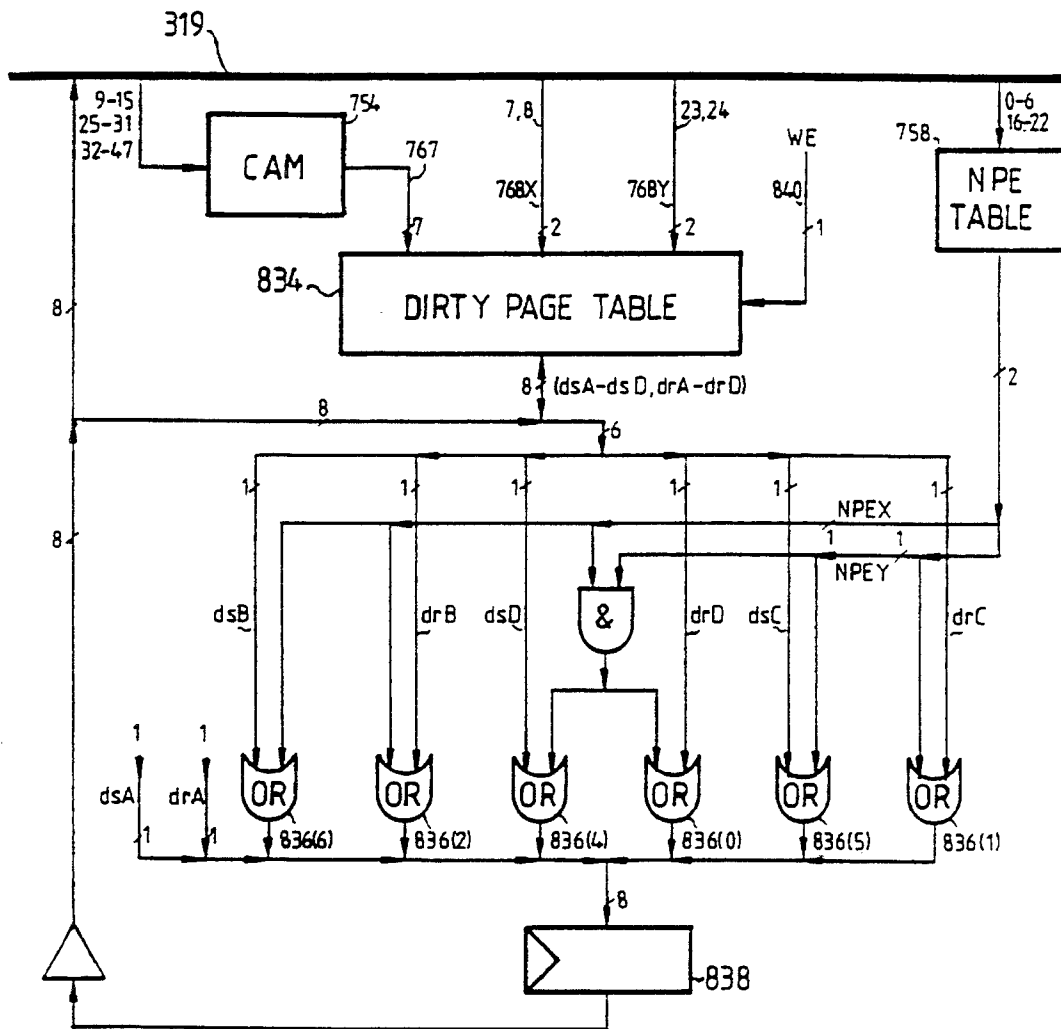 319
9-15
25-31
32-47
754
CAM
767
7
7,8
768X
2
23,24
768Y
2
WE
840
1
0-6
16-22
758
NPE
TABLE
834
DIRTY PAGE TABLE
8
8 (dsA-dsD, drA-drD)
2
8
6
1
1
1
1
1
1
NPEX
1
1
NPEY
8
&
dsB
drB
dsD
drD
dsC
drC
1
1
dsA
drA
OR
OR
OR
OR
OR
OR
1
1
836(6)
836(2)
836(4)
836(0)
836(5)
836(1)
8
838